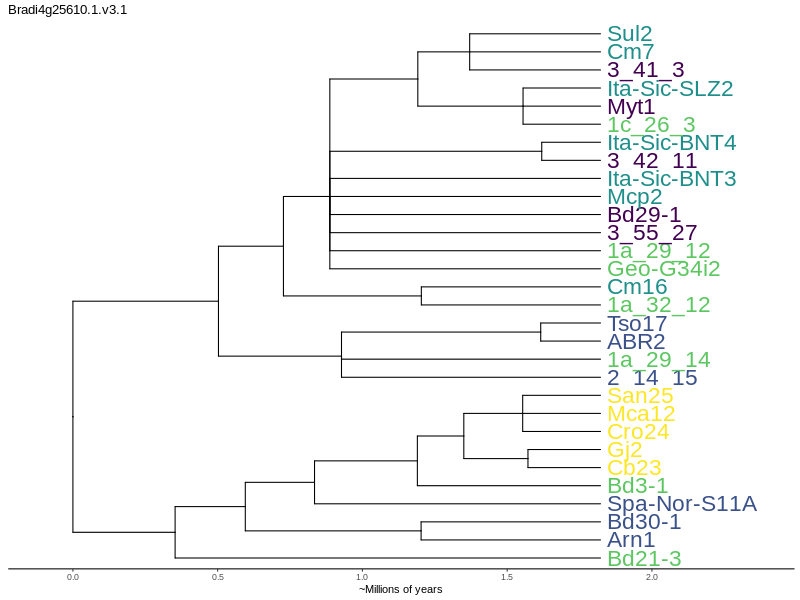 Bradi4g25610.1.v3.1
Sul2
Cm7
3_41_3
Ita-Sic-SLZ2
Myt1
1c_26_3
Ita-Sic-BNT4
3_42_11
Ita-Sic-BNT3
Mcp2
Bd29-1
3_55_27
1a_29_12
Geo-G34i2
Cm16
1a_32_12
Tso17
ABR2
1a_29_14
2_14_15
San25
Mca12
Cro24
Gj2
Cb23
Bd3-1
Spa-Nor-S11A
Bd30-1
Arn1
Bd21-3
0.0 0.5 1.0 1.5 2.0
~Millions of years